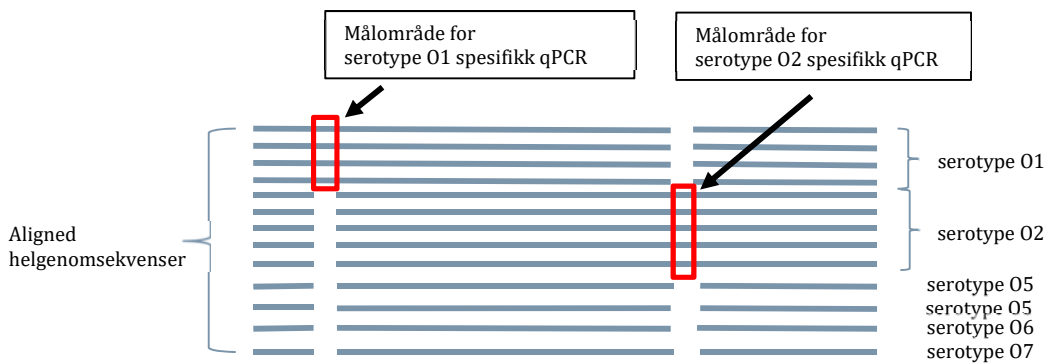 Målområde for
serotype O1 spesifikk qPCR
Målområde for
serotype O2 spesifikk qPCR
serotype O1
Aligned
helgenomsekvenser
serotype O2
serotype O5
serotype O5
serotype O6
serotype O7